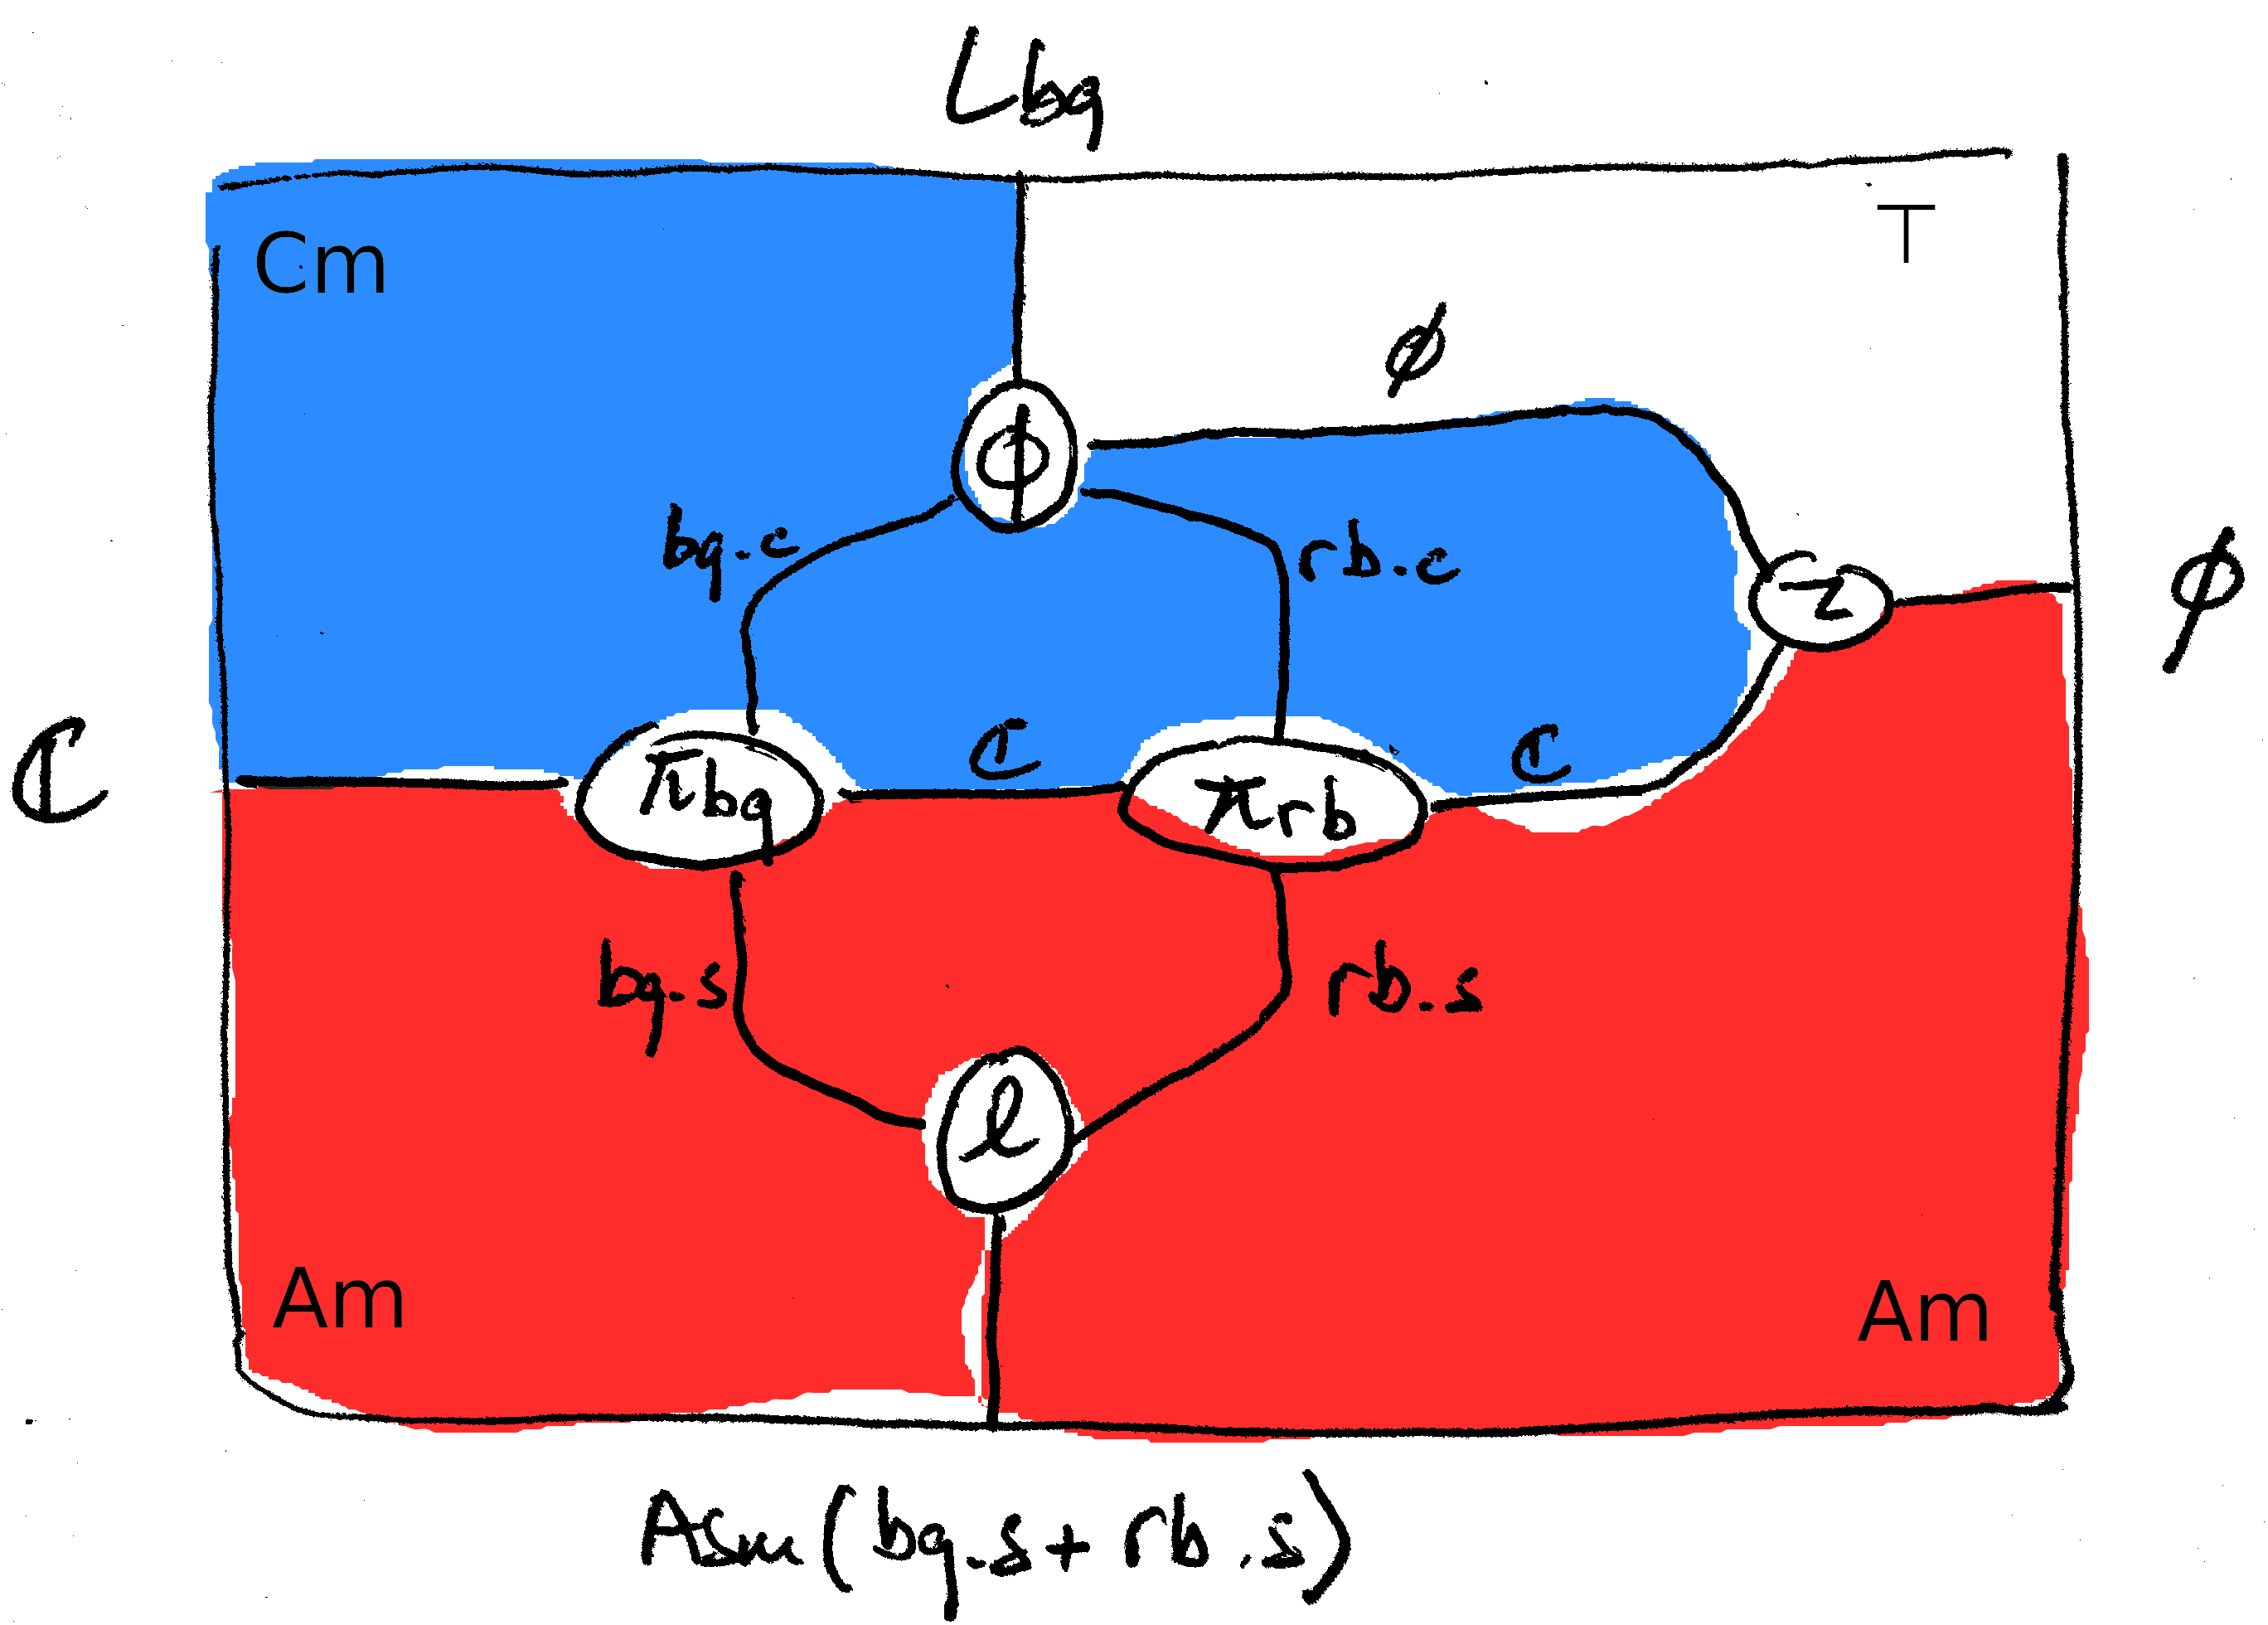 Lbq
Cm
T
ϕ
ϕ
bq.c
rb.c
ϕ
ℂ
πbq
ℂ
πrb
ℂ
bq.s
rb.s
ℓ
Am
Am
Asm(bq.s+rb.s)